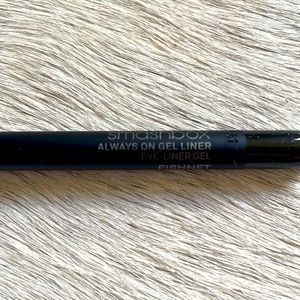 smashbox
ALWAYS ON GEL LINER
EYE LINER GEL
FISHNET